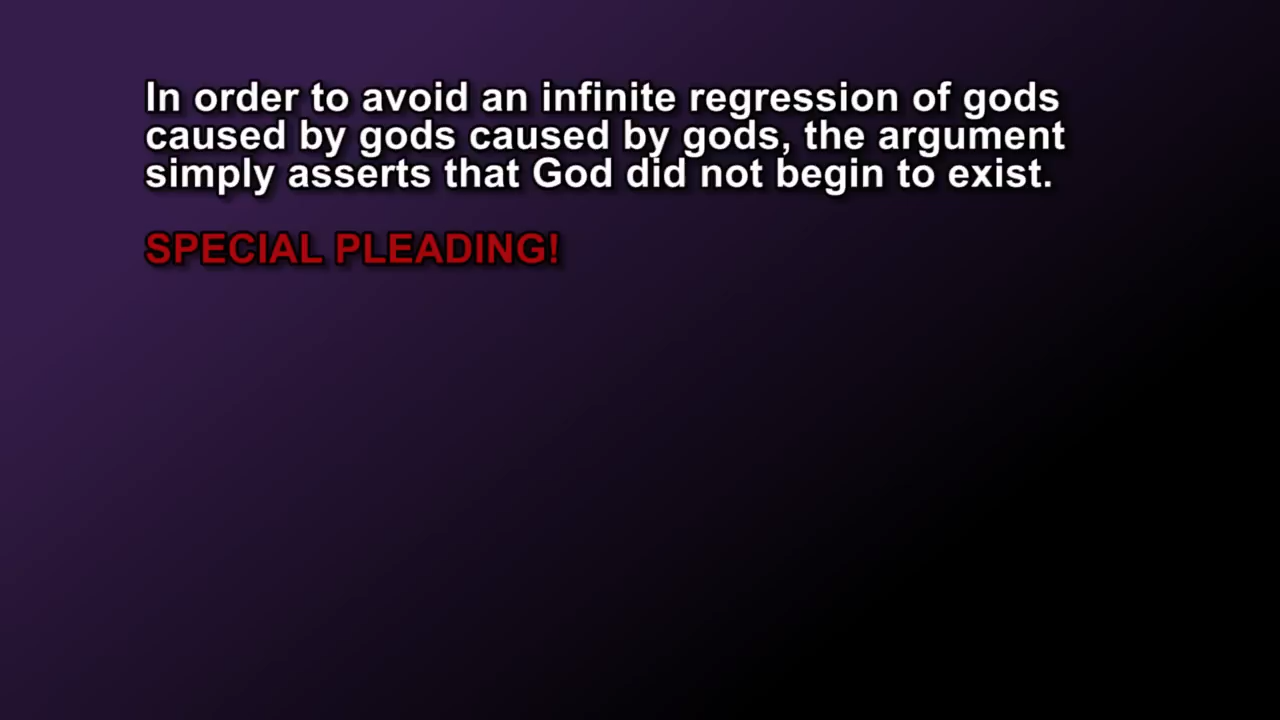 In order to avoid an infinite regression of gods
caused by gods caused by gods, the argument
simply asserts that God did not begin to exist.
SPECIAL PLEADING!